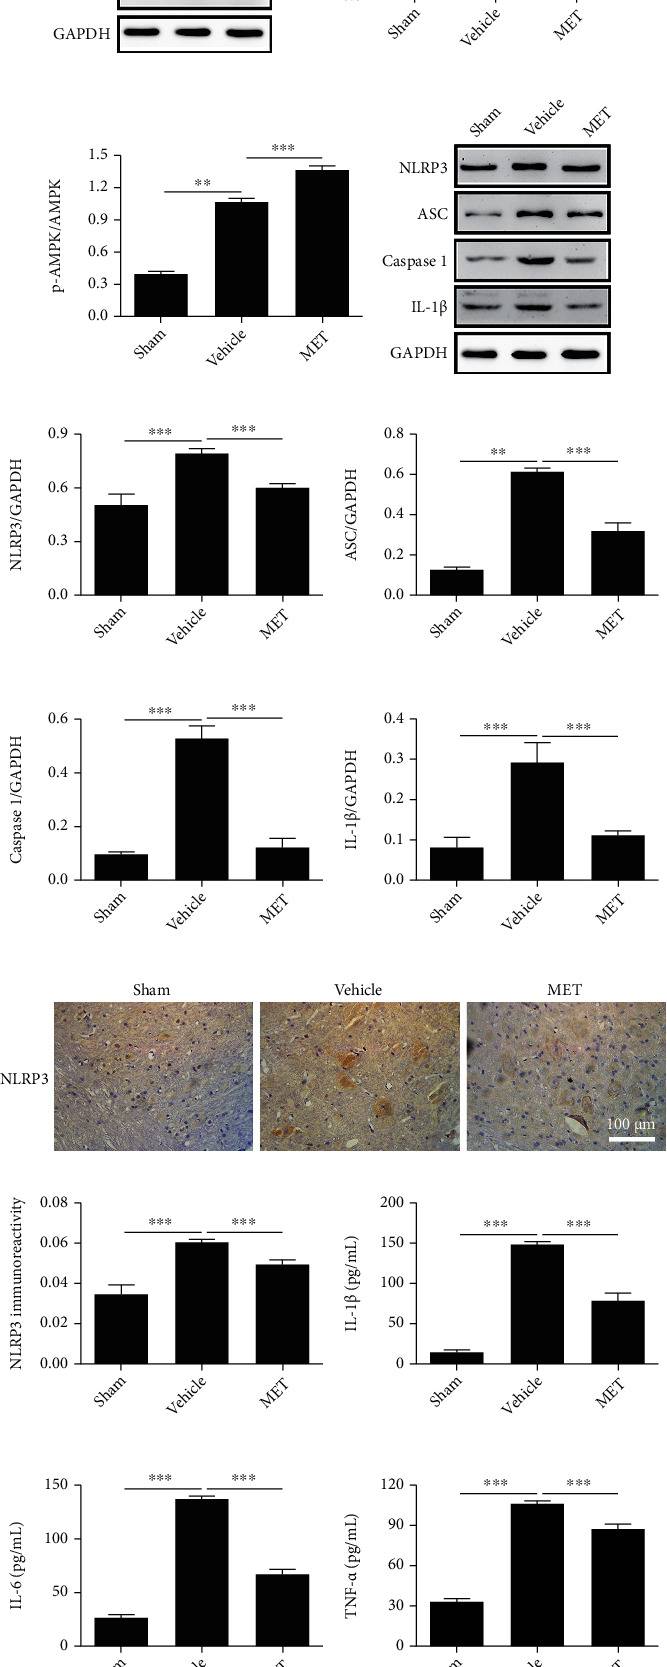 GAPDH
Sham
Vehicle
MET
p-AMPK/AMPK
1.5
1.2
0.9
0.6
0.3
0.0
**
***
Sham
Vehicle
MET
Sham
Vehicle
MET
NLRP3
ASC
Caspase 1
IL-1β
GAPDH
NLRP3/GAPDH
0.9
0.6
0.3
0.0
***
***
Sham
Vehicle
MET
ASC/GAPDH
0.8
0.6
0.4
0.2
0.0
**
***
Sham
Vehicle
MET
Caspase 1/GAPDH
0.6
0.4
0.2
0.0
***
***
Sham
Vehicle
MET
IL-1β/GAPDH
0.4
0.3
0.2
0.1
0.0
***
***
Sham
Vehicle
MET
Sham
Vehicle
MET
NLRP3
100 μm
NLRP3 immunoreactivity
0.08
0.06
0.04
0.02
0.00
***
***
Sham
Vehicle
MET
IL-1β (pg/mL)
200
150
100
50
0
***
***
Sham
Vehicle
MET
IL-6 (pg/mL)
150
100
50
0
***
***
TNF-α (pg/mL)
120
90
60
30
0
***
***